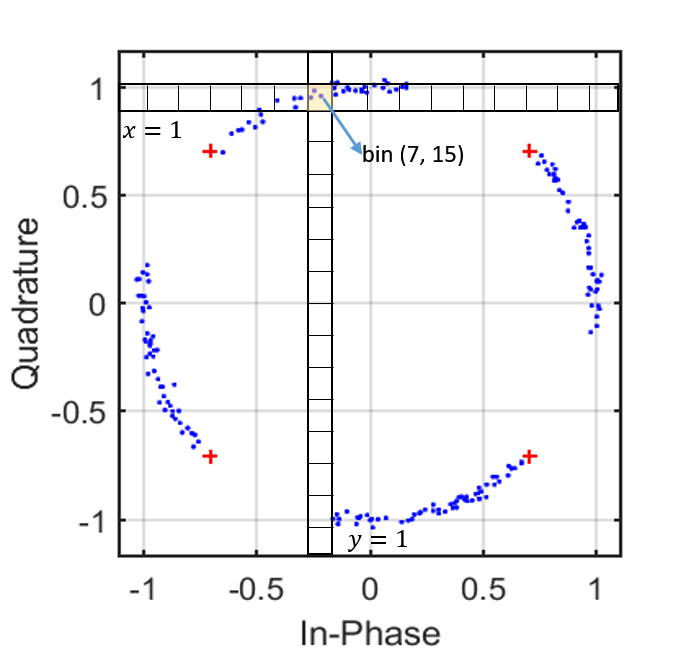 1
x = 1
bin (7, 15)
0.5
Quadrature
0
-0.5
-1
y = 1
-1 -0.5 0 0.5 1
In-Phase